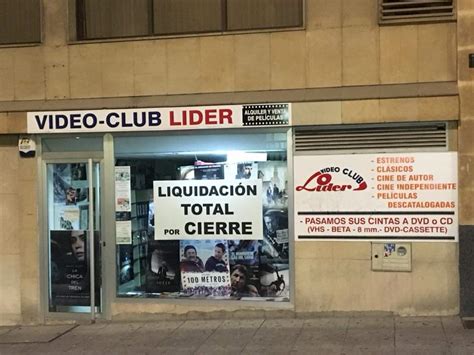 VIDEO-CLUB LIDER
ALQUILER Y VENTA
DE PELÍCULAS
LIQUIDACIÓN
TOTAL
POR CIERRE
VIDEO CLUB
Lider
- ESTRENOS
- CLÁSICOS
- CINE DE AUTOR
- CINE INDEPENDIENTE
- PELÍCULAS
DESCATALOGADAS
- PASAMOS SUS CINTAS A DVD o CD
(VHS - BETA - 8 mm. - DVD-CASSETTE)
LA
CHICA
DEL
TREN
100 METROS